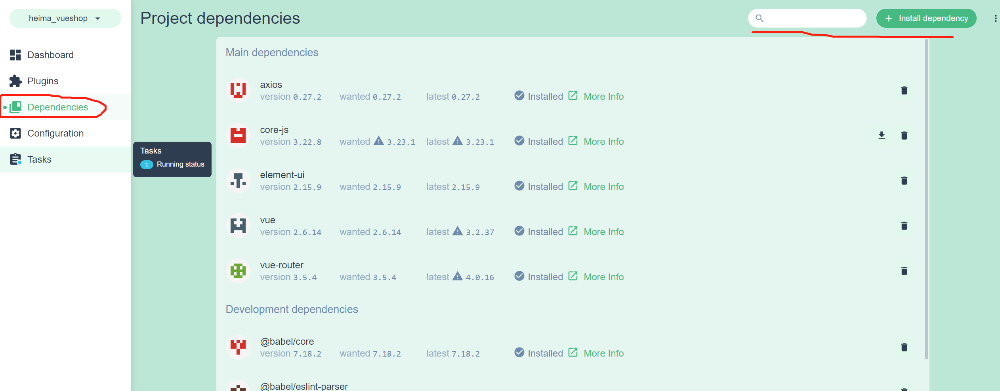 heima_vueshop
Dashboard
Plugins
Dependencies
Configuration
Tasks
Tasks
1 Running status
Project dependencies
Install dependency
Main dependencies
axios
version 0.27.2 wanted 0.27.2 latest 0.27.2 Installed More Info
core-js
version 3.22.8 wanted 3.23.1 latest 3.23.1 Installed More Info
element-ui
version 2.15.9 wanted 2.15.9 latest 2.15.9 Installed More Info
vue
version 2.6.14 wanted 2.6.14 latest 3.2.37 Installed More Info
vue-router
version 3.5.4 wanted 3.5.4 latest 4.0.16 Installed More Info
Development dependencies
@babel/core
version 7.18.2 wanted 7.18.2 latest 7.18.2 Installed More Info
@babel/eslint-parser